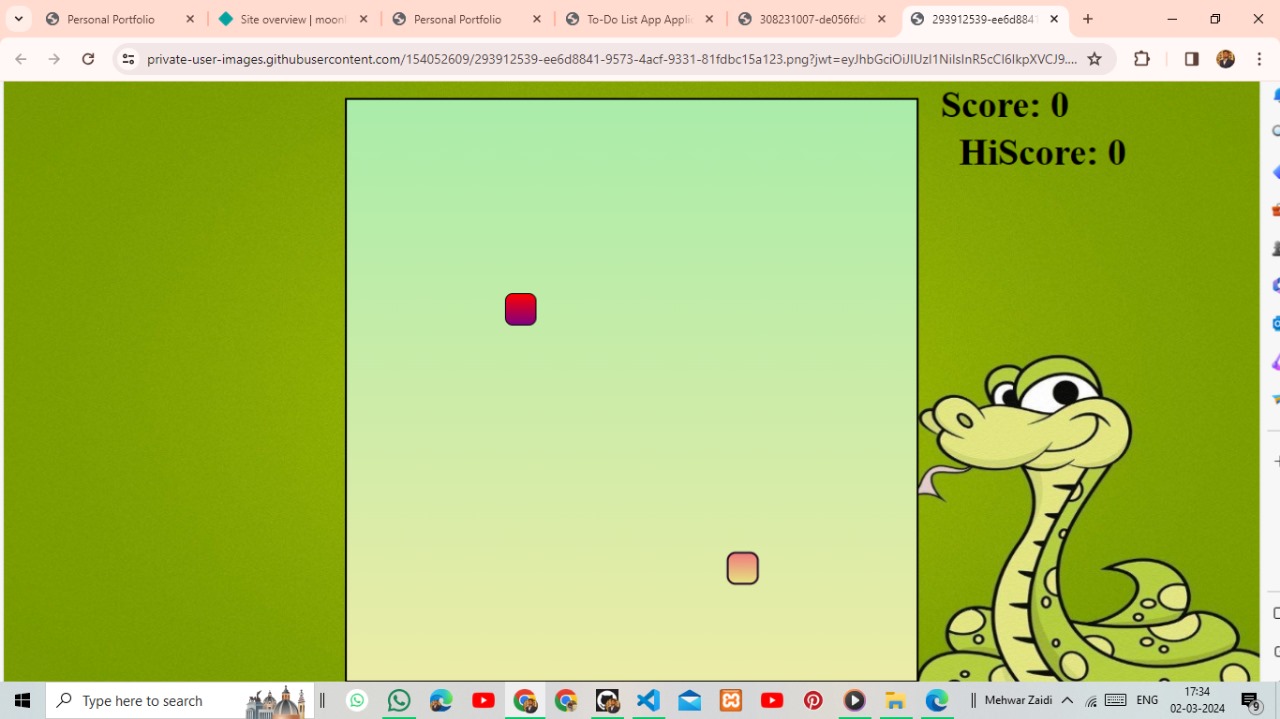 Personal Portfolio
Site overview | moonl
Personal Portfolio
To-Do List App Applic
308231007-de056fdd
293912539-ee6d8841
private-user-images.githubusercontent.com/154052609/293912539-ee6d8841-9573-4acf-9331-81fdbc15a123.png?jwt=eyJhbGciOiJIUzI1NiIsInR5cCI6IkpXVCJ9....
Score: 0
HiScore: 0
Type here to search
Mehwar Zaidi
ENG
17:34
02-03-2024
9